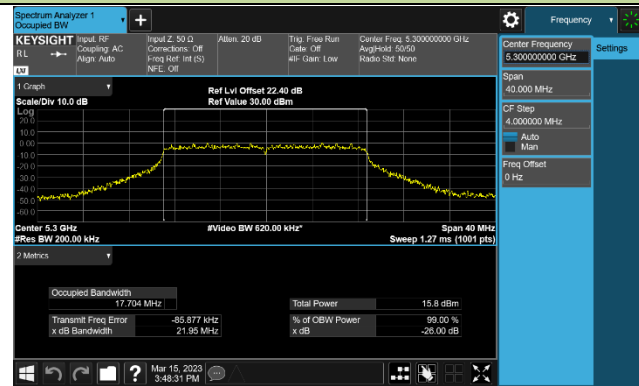 Spectrum Analyzer 1
Occupied BW
Frequency
KEYSIGHT
RL
LXI
Input: RF
Coupling: AC
Align: Auto
Input Z: 50 Ω
Corrections: Off
Freq Ref: Int (S)
NFE: Off
Atten: 20 dB
Trig: Free Run
Gate: Off
#IF Gain: Low
Center Freq: 5.300000000 GHz
Avg|Hold: 50/50
Radio Std: None
Center Frequency
5.300000000 GHz
Settings
Span
40.000 MHz
CF Step
4.000000 MHz
Auto
Man
Freq Offset
0 Hz
1 Graph
Scale/Div 10.0 dB
Ref Lvl Offset 22.40 dB
Ref Value 30.00 dBm
Log
20.0
10.0
0.00
-10.0
-20.0
-30.0
-40.0
-50.0
-60.0
Center 5.3 GHz
#Res BW 200.00 kHz
#Video BW 620.00 kHz*
Span 40 MHz
Sweep 1.27 ms (1001 pts)
2 Metrics
Occupied Bandwidth
17.704 MHz
Total Power 15.8 dBm
Transmit Freq Error -85.877 kHz
% of OBW Power 99.00 %
x dB Bandwidth 21.95 MHz
x dB -26.00 dB
?
Mar 15, 2023
3:48:31 PM